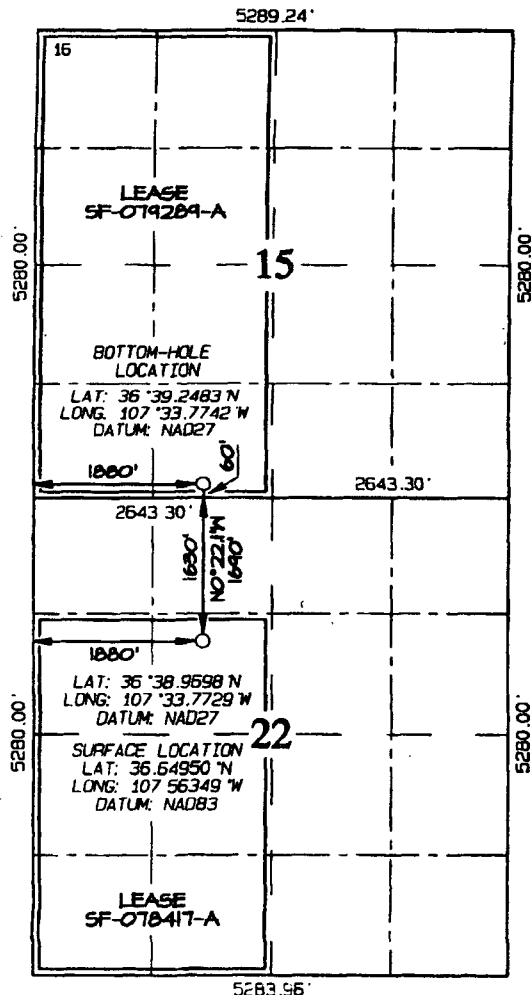 5289.24'
16
LEASE
SF-079289-A
5280.00'
15
5280.00'
BOTTOM-HOLE
LOCATION
LAT: 36 °39.2483 'N
LONG. 107 °33.7742 'W
DATUM: NAD27
1880'
60'
2643 30'
2643.30'
N0°22.1'W
1690'
1880'
LAT: 36 °38.9698 'N
LONG: 107 °33.7729 'W
DATUM: NAD27
22
5280.00'
5280.00'
SURFACE LOCATION
LAT: 36.64950 °N
LONG: 107 56349 °W
DATUM: NAD83
LEASE
SF-078417-A
5283.96'